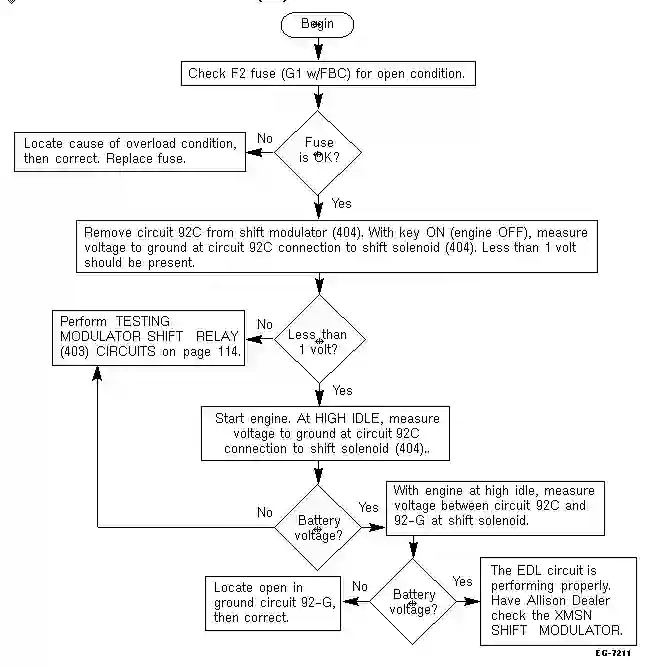 Begin
Check F2 fuse (G1 w/FBC) for open condition.
Fuse
is OK?
No
Locate cause of overload condition,
then correct. Replace fuse.
Yes
Remove circuit 92C from shift modulator (404). With key ON (engine OFF), measure
voltage to ground at circuit 92C connection to shift solenoid (404). Less than 1 volt
should be present.
Less than
1 volt?
No
Perform TESTING
MODULATOR SHIFT RELAY
(403) CIRCUITS on page 114.
Yes
Start engine. At HIGH IDLE, measure
voltage to ground at circuit 92C
connection to shift solenoid (404)..
Battery
voltage?
No
Yes
With engine at high idle, measure
voltage between circuit 92C and
92-G at shift solenoid.
Battery
voltage?
No
Locate open in
ground circuit 92-G,
then correct.
Yes
The EDL circuit is
performing properly.
Have Allison Dealer
check the XMSN
SHIFT MODULATOR.
EG-7211